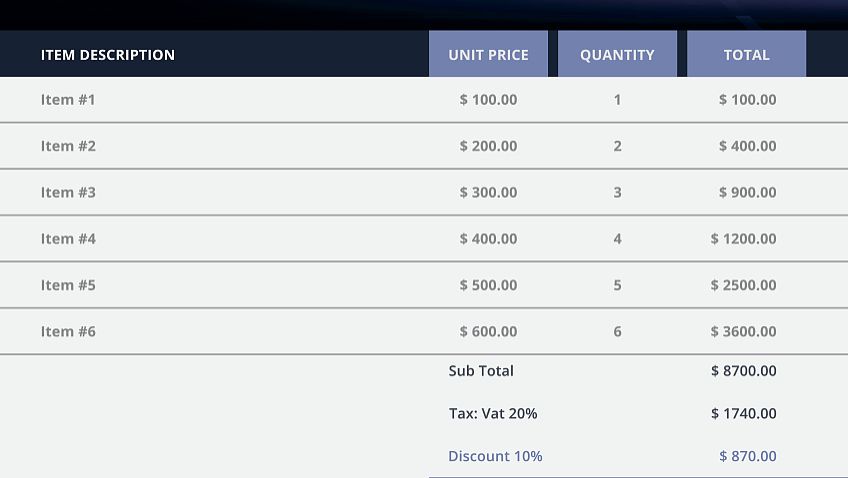 ITEM DESCRIPTION UNIT PRICE QUANTITY TOTAL
Item #1 $ 100.00 1 $ 100.00
Item #2 $ 200.00 2 $ 400.00
Item #3 $ 300.00 3 $ 900.00
Item #4 $ 400.00 4 $ 1200.00
Item #5 $ 500.00 5 $ 2500.00
Item #6 $ 600.00 6 $ 3600.00
Sub Total $ 8700.00
Tax: Vat 20% $ 1740.00
Discount 10% $ 870.00